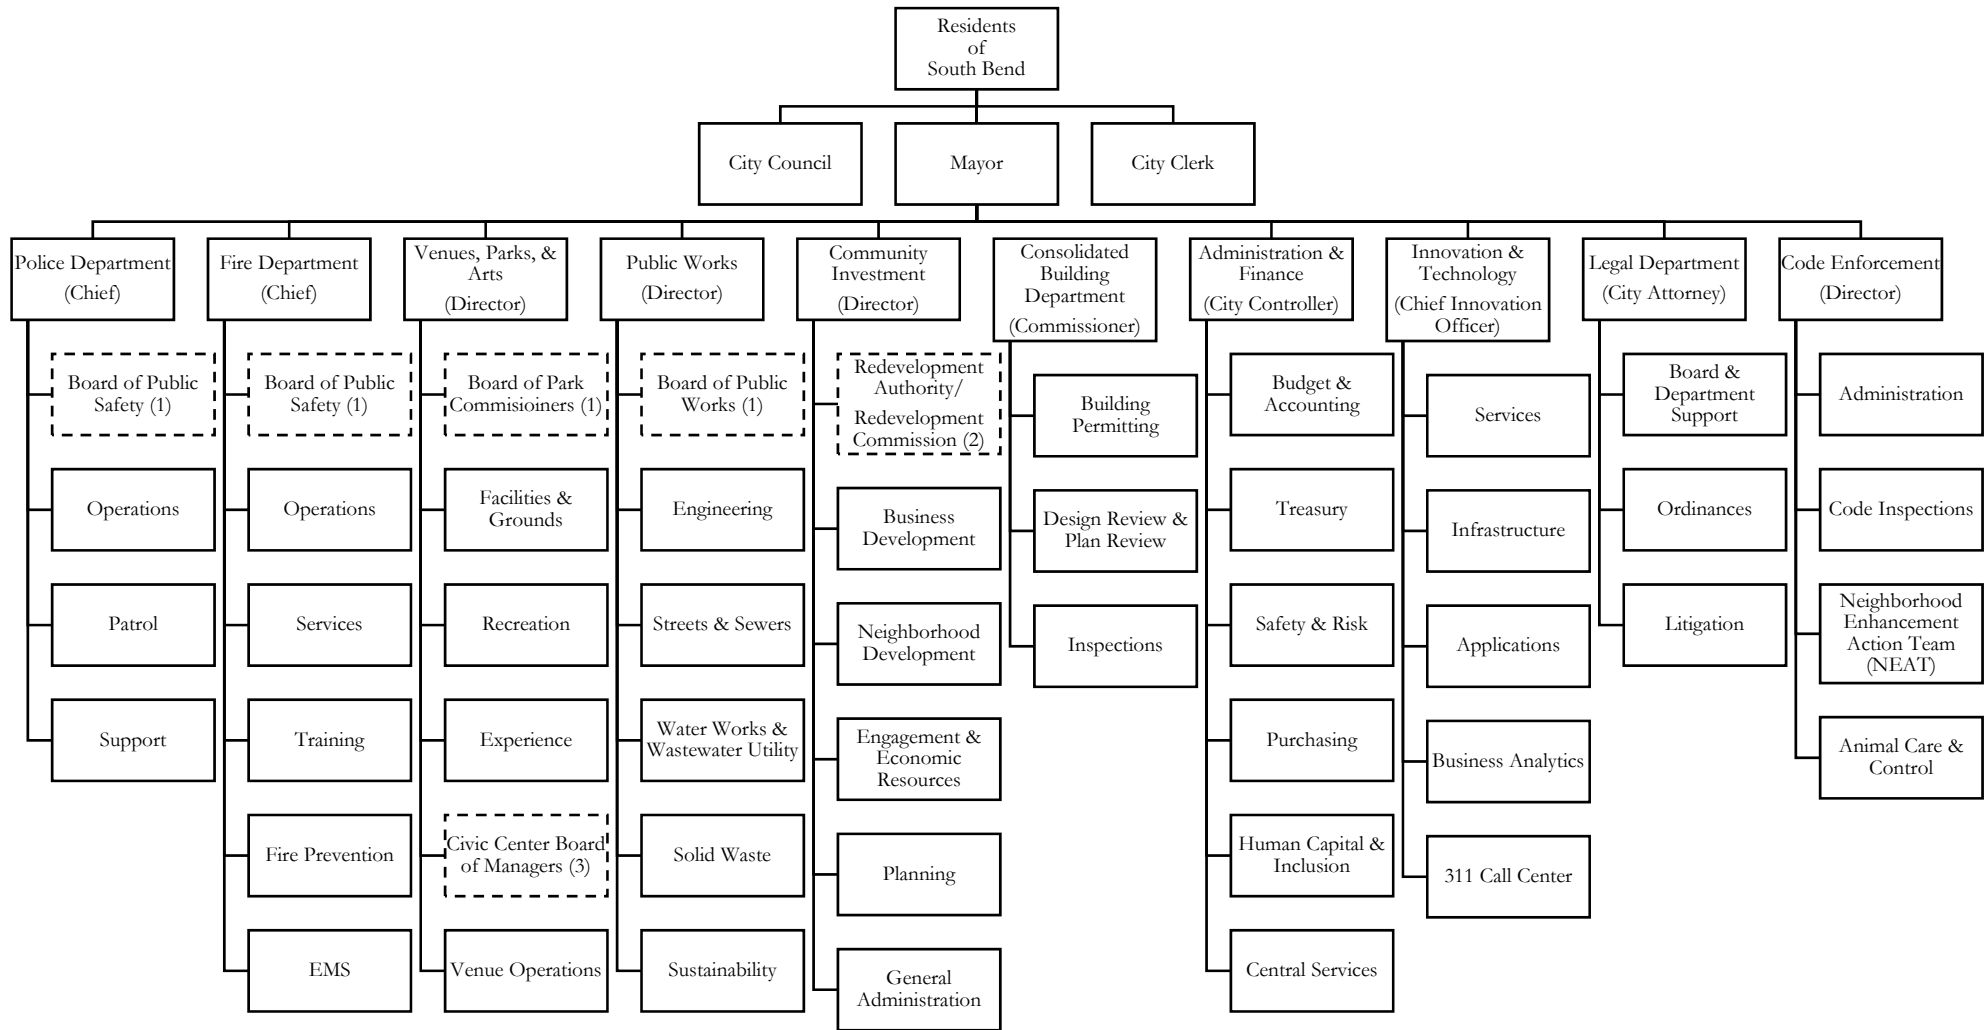 Residents
of
South Bend
City Council
Mayor
City Clerk
Police Department
(Chief)
Fire Department
(Chief)
Venues, Parks, &
Arts
(Director)
Public Works
(Director)
Community
Investment
(Director)
Consolidated
Building
Department
(Commissioner)
Administration &
Finance
(City Controller)
Innovation &
Technology
(Chief Innovation
Officer)
Legal Department
(City Attorney)
Code Enforcement
(Director)
Board of Public
Safety (1)
Operations
Patrol
Support
Board of Public
Safety (1)
Operations
Services
Training
Fire Prevention
EMS
Board of Park
Commisioiners (1)
Facilities &
Grounds
Recreation
Experience
Civic Center Board
of Managers (3)
Venue Operations
Board of Public
Works (1)
Engineering
Streets & Sewers
Water Works &
Wastewater Utility
Solid Waste
Sustainability
Redevelopment
Authority/
Redevelopment
Commission (2)
Business
Development
Neighborhood
Development
Engagement &
Economic
Resources
Planning
General
Administration
Building
Permitting
Design Review &
Plan Review
Inspections
Budget &
Accounting
Treasury
Safety & Risk
Purchasing
Human Capital &
Inclusion
Central Services
Services
Infrastructure
Applications
Business Analytics
311 Call Center
Board &
Department
Support
Ordinances
Litigation
Administration
Code Inspections
Neighborhood
Enhancement
Action Team
(NEAT)
Animal Care &
Control